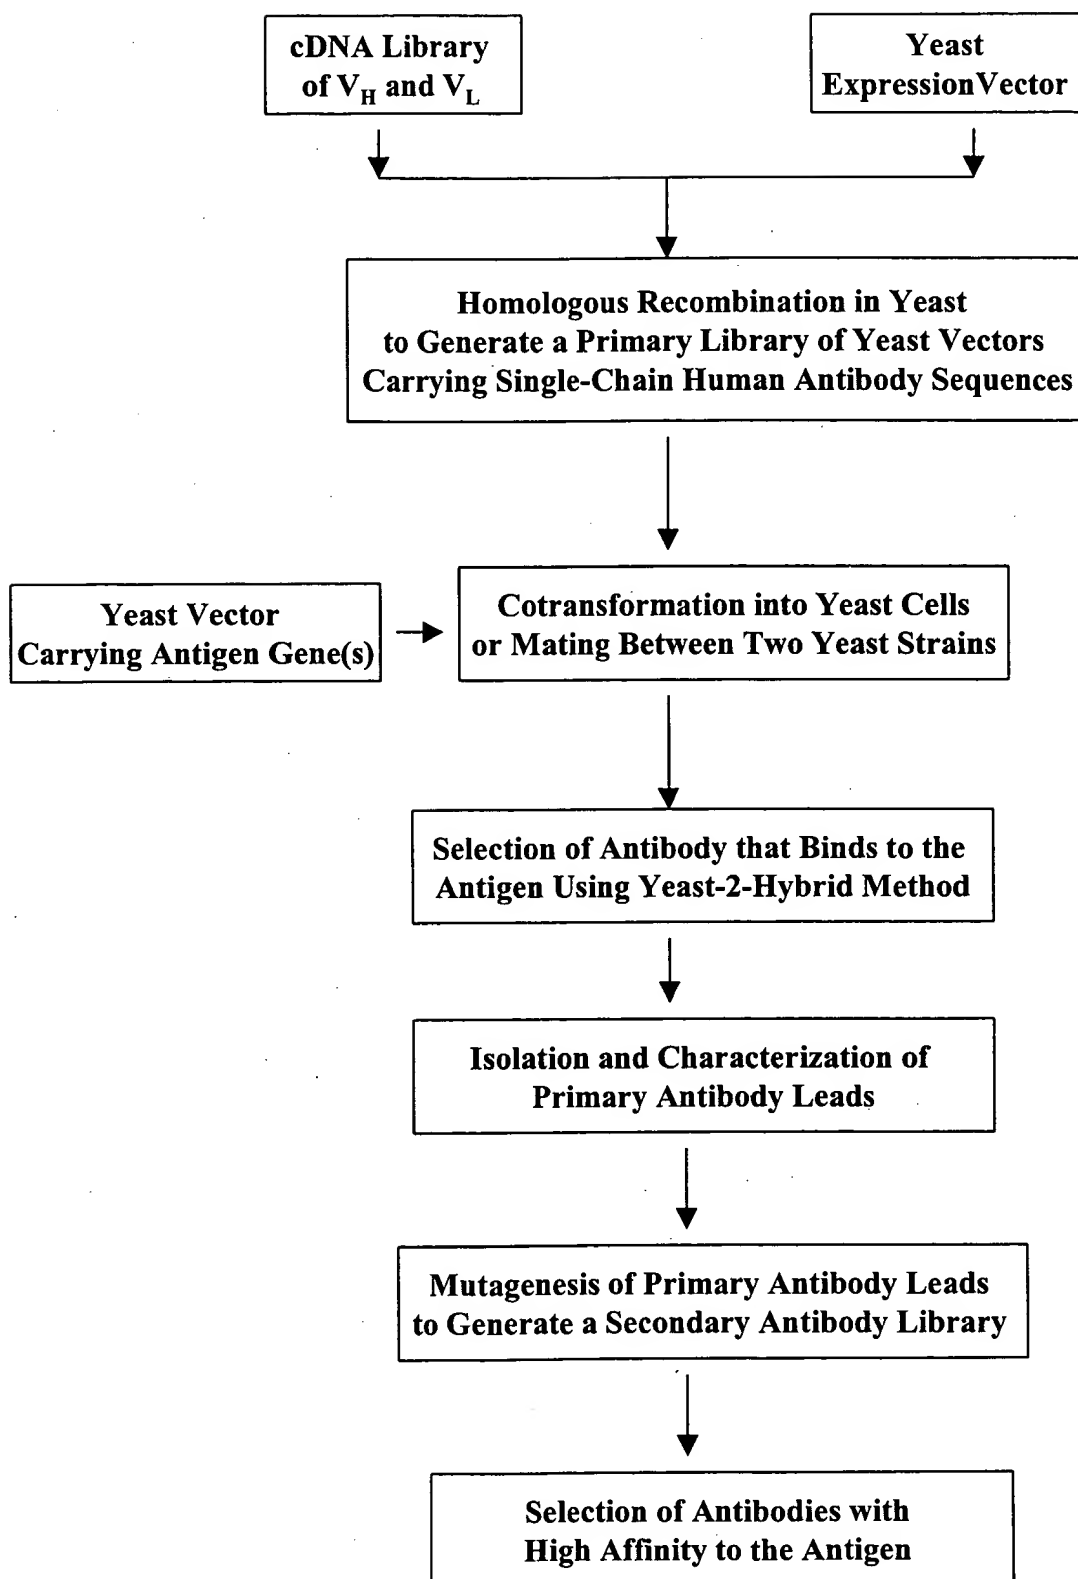 cDNA Library
of VH and VL
Yeast
ExpressionVector
Homologous Recombination in Yeast
to Generate a Primary Library of Yeast Vectors
Carrying Single-Chain Human Antibody Sequences
Yeast Vector
Carrying Antigen Gene(s)
Cotransformation into Yeast Cells
or Mating Between Two Yeast Strains
Selection of Antibody that Binds to the
Antigen Using Yeast-2-Hybrid Method
Isolation and Characterization of
Primary Antibody Leads
Mutagenesis of Primary Antibody Leads
to Generate a Secondary Antibody Library
Selection of Antibodies with
High Affinity to the Antigen